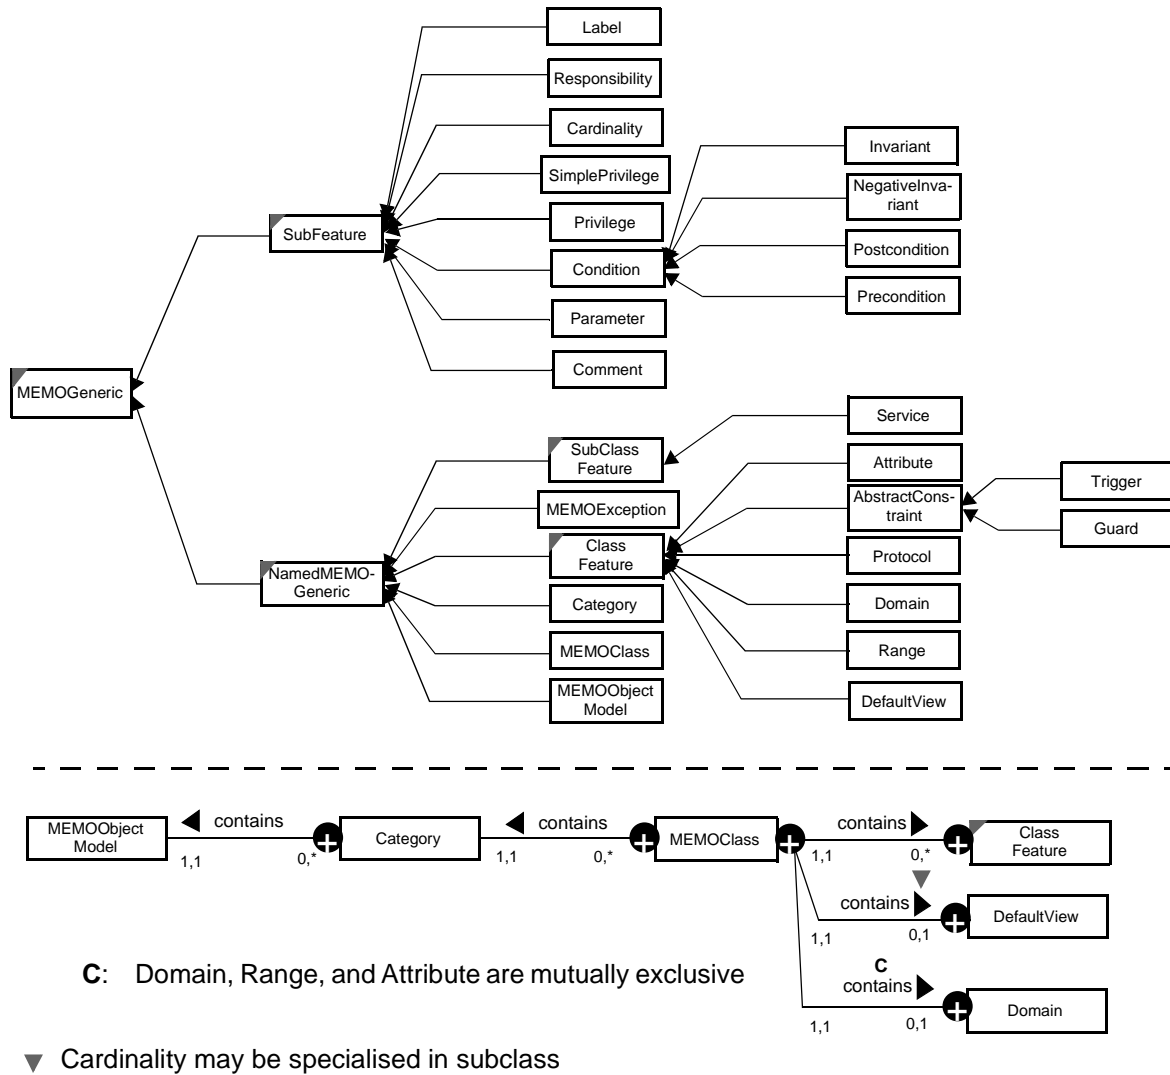 Label
Responsibility
Cardinality
SimplePrivilege
Privilege
Condition
Parameter
Comment
Invariant
NegativeInva-
riant
Postcondition
Precondition
SubFeature
MEMOGeneric
NamedMEMO-
Generic
SubClass
Feature
MEMOException
Class
Feature
Category
MEMOClass
MEMOObject
Model
Service
Attribute
AbstractCons-
traint
Protocol
Domain
Range
DefaultView
Trigger
Guard
MEMOObject
Model
contains
1,1
0,*
Category
contains
1,1
0,*
MEMOClass
contains
1,1
0,*
Class
Feature
contains
1,1
0,1
DefaultView
C
contains
1,1
0,1
Domain
C: Domain, Range, and Attribute are mutually exclusive
Cardinality may be specialised in subclass